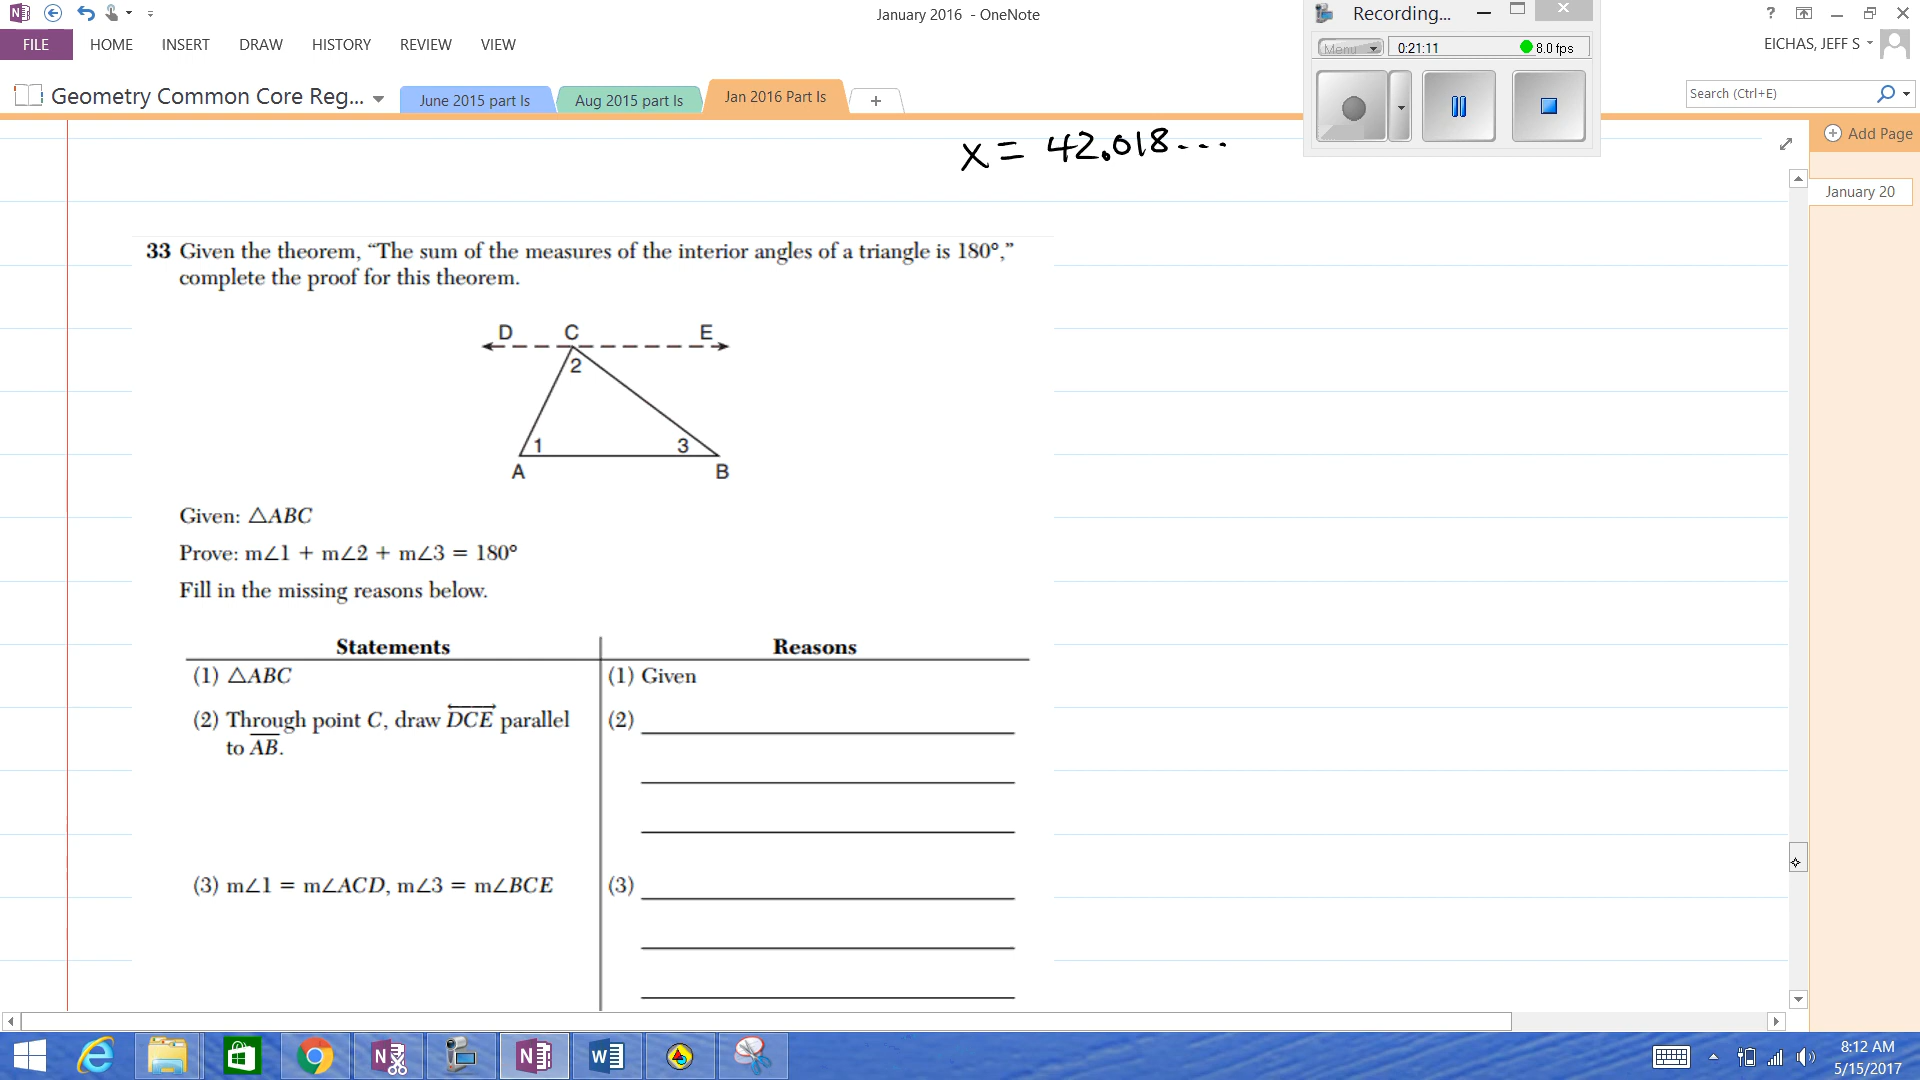 January 2016 - OneNote
?
FILE HOME INSERT DRAW HISTORY REVIEW VIEW
EICHAS, JEFF S
Recording...
Menu 0:21:11 8.0 fps
Geometry Common Core Reg... June 2015 part Is Aug 2015 part Is Jan 2016 Part Is +
Search (Ctrl+E)
Add Page
January 20
x = 42.018...
33 Given the theorem, “The sum of the measures of the interior angles of a triangle is 180°,”
complete the proof for this theorem.
D C E
2
1 3
A B
Given: △ABC
Prove: m∠1 + m∠2 + m∠3 = 180°
Fill in the missing reasons below.
Statements Reasons
(1) △ABC (1) Given
(2) Through point C, draw DCE parallel (2)
to AB.
(3) m∠1 = m∠ACD, m∠3 = m∠BCE (3)
8:12 AM
5/15/2017